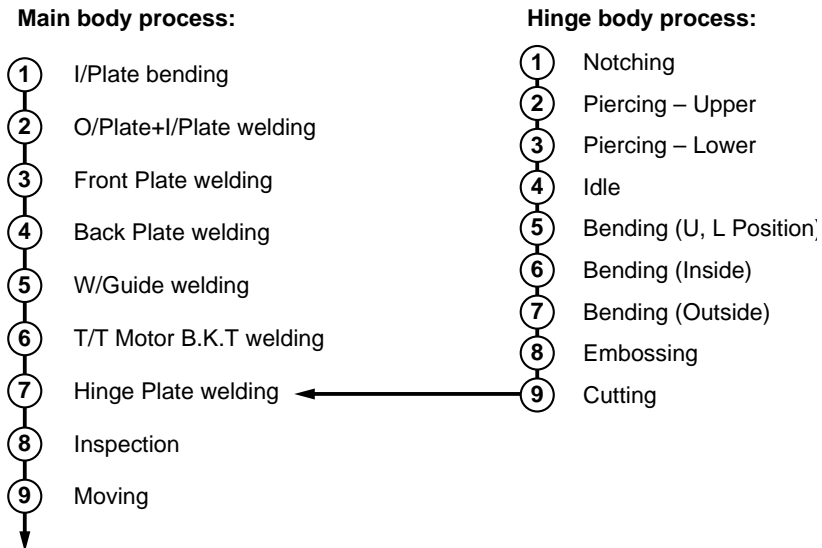 Main body process:
1 I/Plate bending
2 O/Plate+I/Plate welding
3 Front Plate welding
4 Back Plate welding
5 W/Guide welding
6 T/T Motor B.K.T welding
7 Hinge Plate welding
8 Inspection
9 Moving
Hinge body process:
1 Notching
2 Piercing – Upper
3 Piercing – Lower
4 Idle
5 Bending (U, L Position)
6 Bending (Inside)
7 Bending (Outside)
8 Embossing
9 Cutting